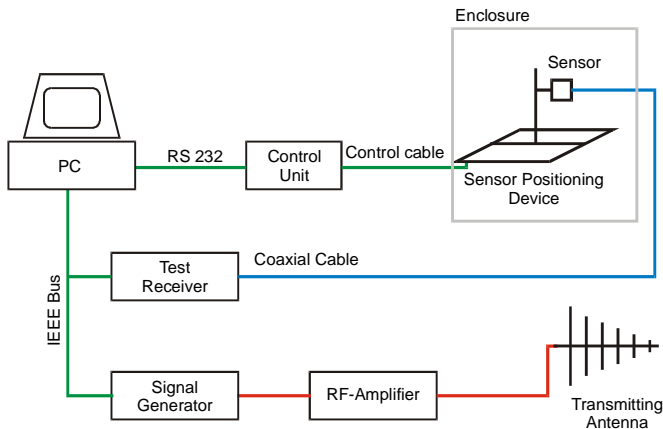 Enclosure
Sensor
PC
RS 232
Control
Unit
Control cable
Sensor Positioning
Device
Test
Receiver
Coaxial Cable
IEEE Bus
Signal
Generator
RF-Amplifier
Transmitting
Antenna